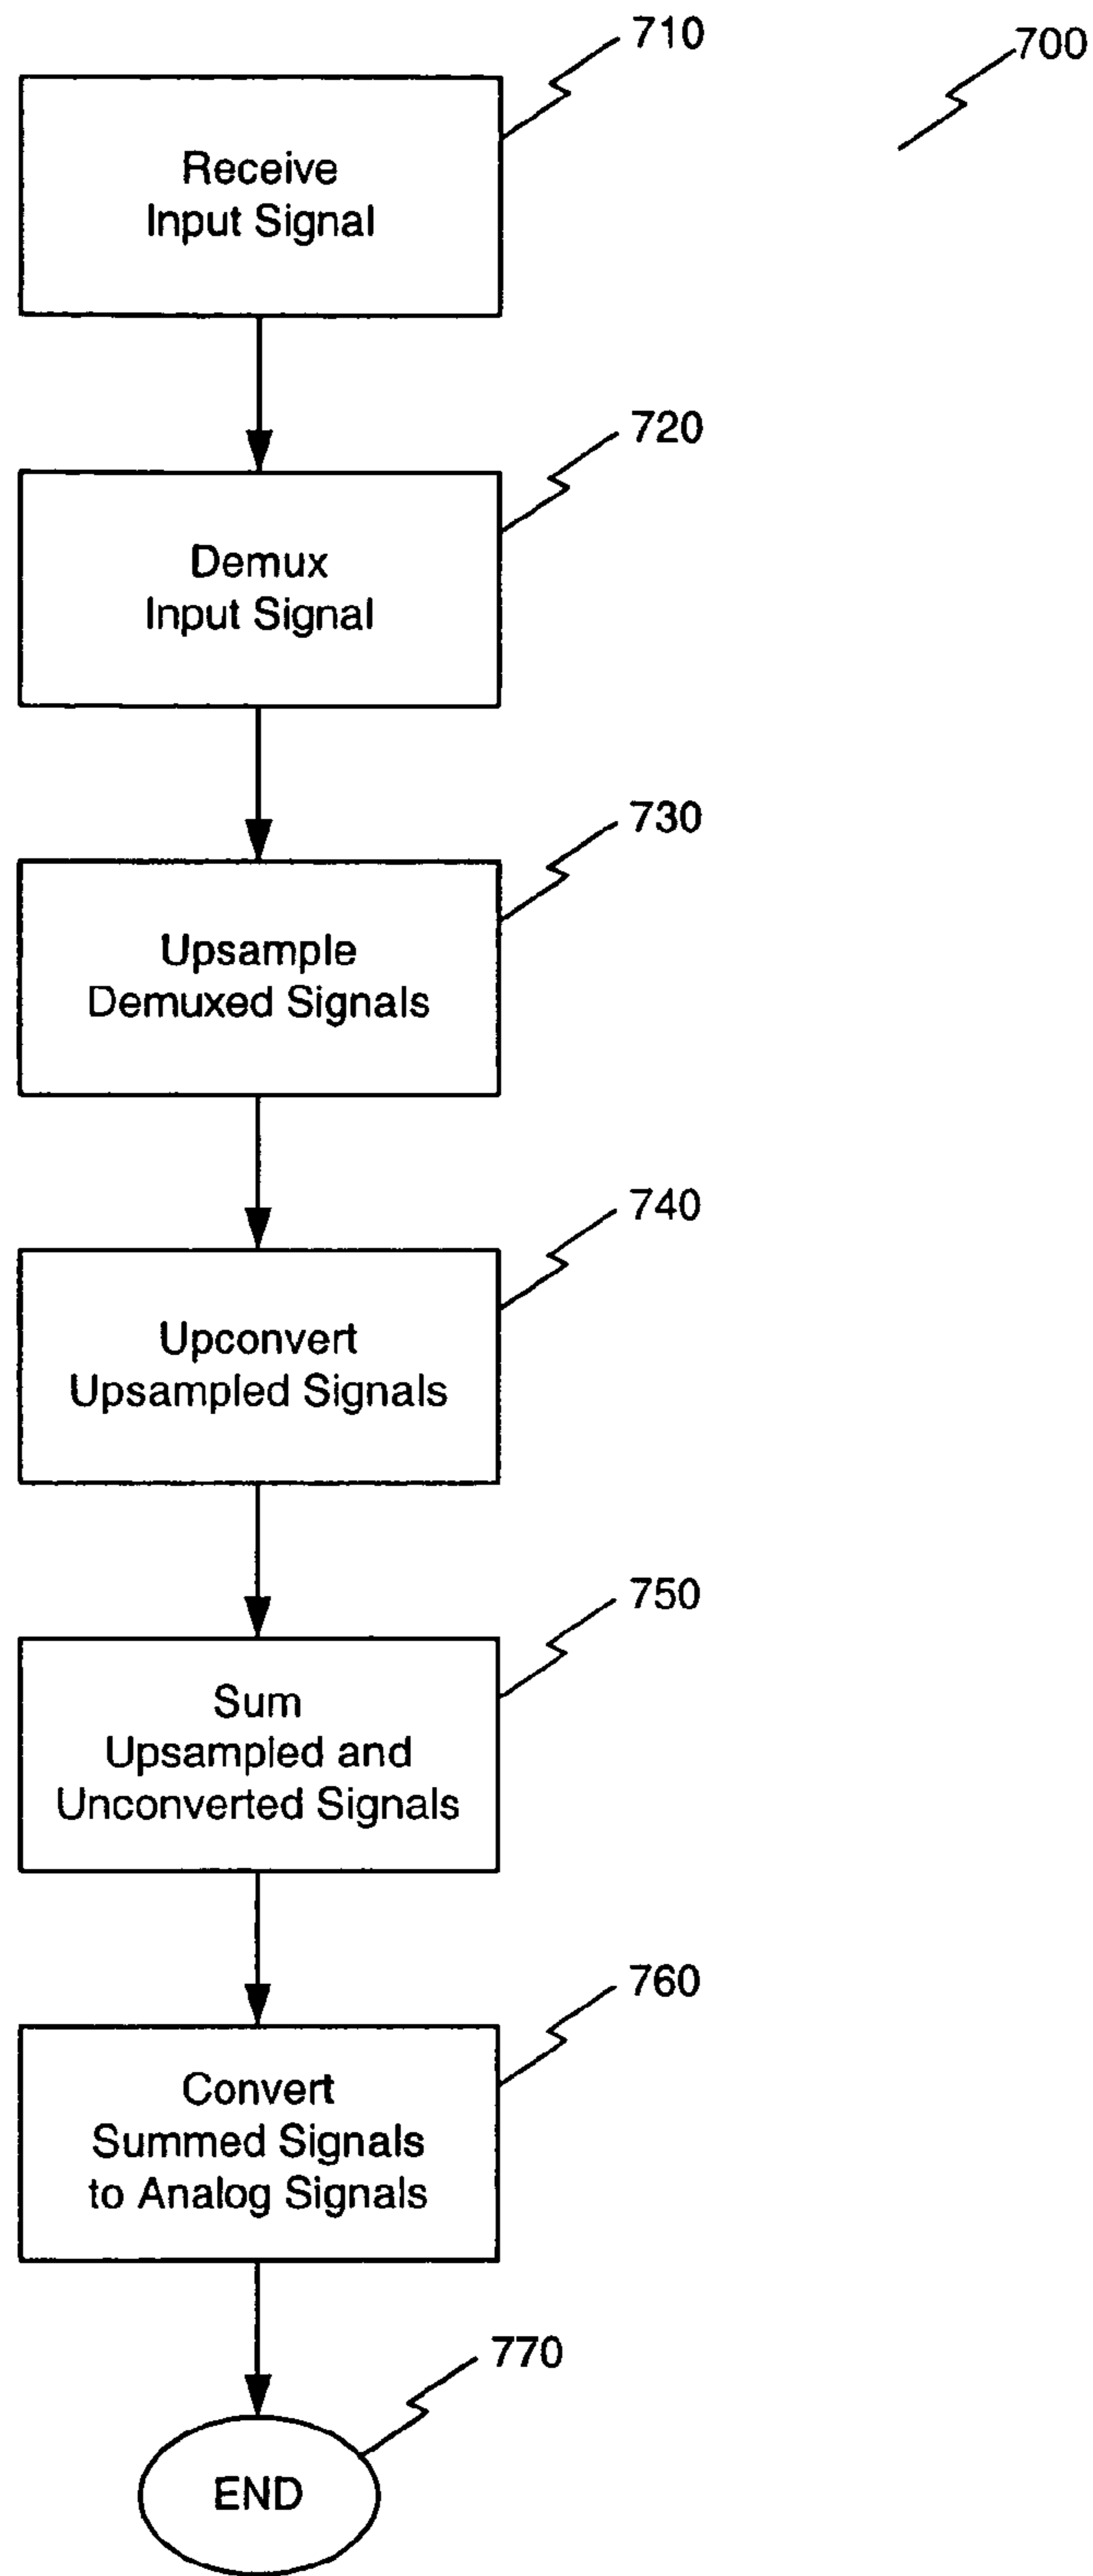 710
700
Receive
Input Signal
720
Demux
Input Signal
730
Upsample
Demuxed Signals
740
Upconvert
Upsampled Signals
750
Sum
Upsampled and
Unconverted Signals
760
Convert
Summed Signals
to Analog Signals
770
END